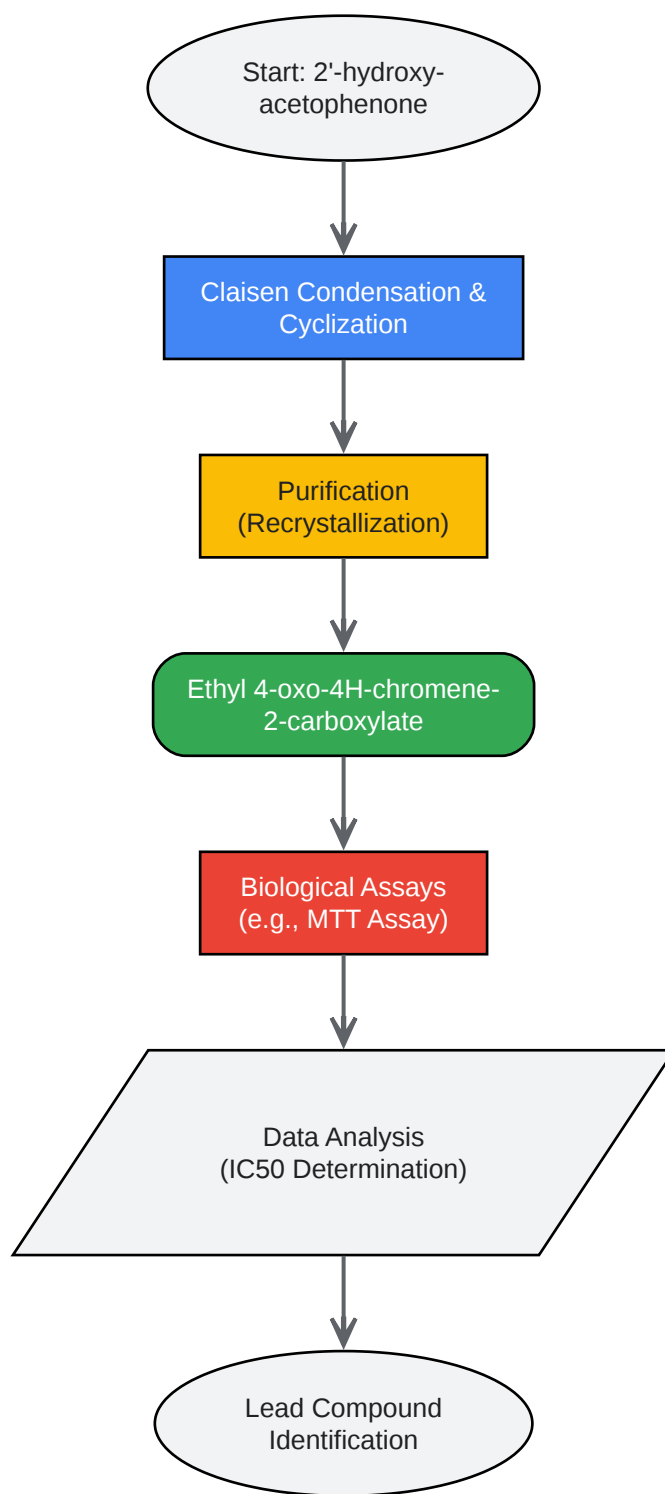 Start: 2'-hydroxy-
acetophenone
Claisen Condensation &
Cyclization
Purification
(Recrystallization)
Ethyl 4-oxo-4H-chromene-
2-carboxylate
Biological Assays
(e.g., MTT Assay)
Data Analysis
(IC50 Determination)
Lead Compound
Identification